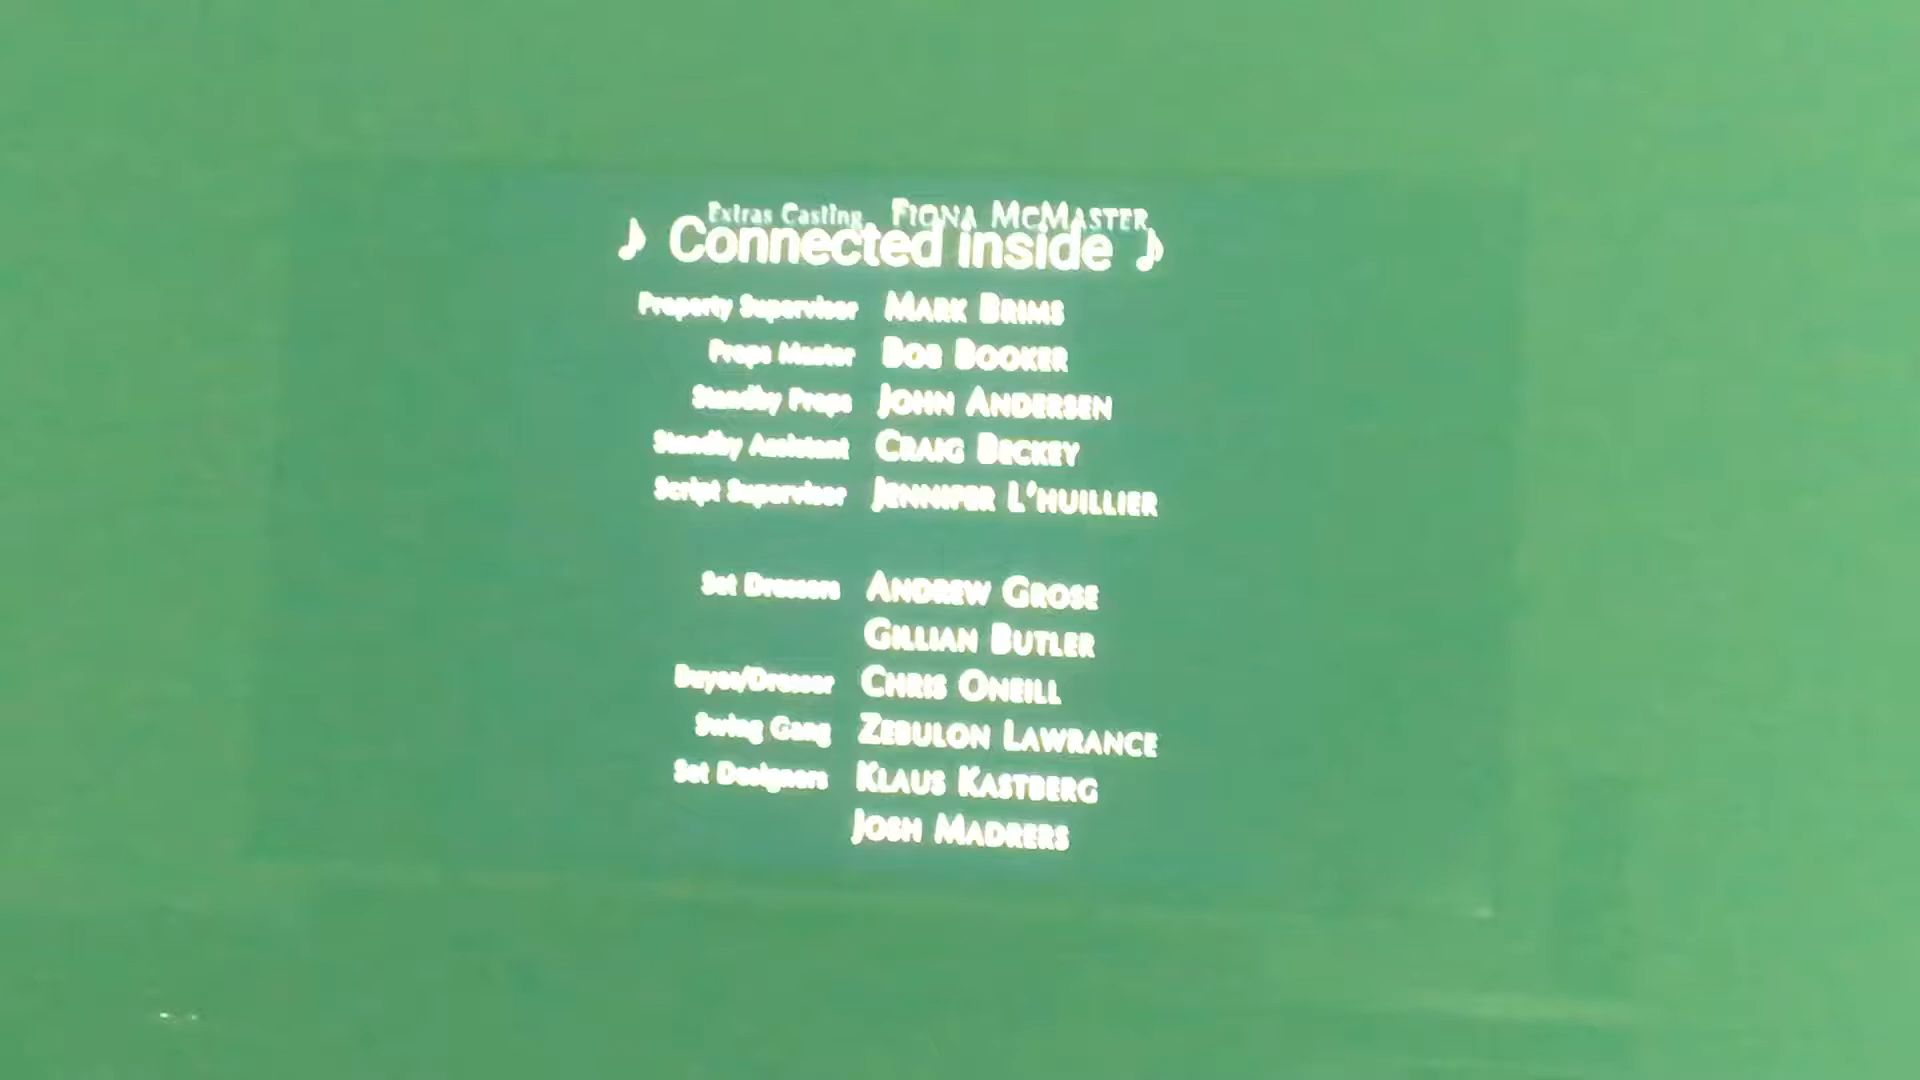 Extras Casting FIONA MCMASTER
♪ Connected inside ♪
Property Supervisor MARK BRIMS
Props Master BOB BOOKER
Standby Props JOHN ANDERSEN
Standby Assistant CRAIG BECKEY
Script Supervisor JENNIFER L'HUILLIER
Set Dressers ANDREW GROSE
GILLIAN BUTLER
Buyer/Dresser CHRIS ONEILL
Swing Gang ZEBULON LAWRANCE
Set Designers KLAUS KASTBERG
JOSH MADRERS